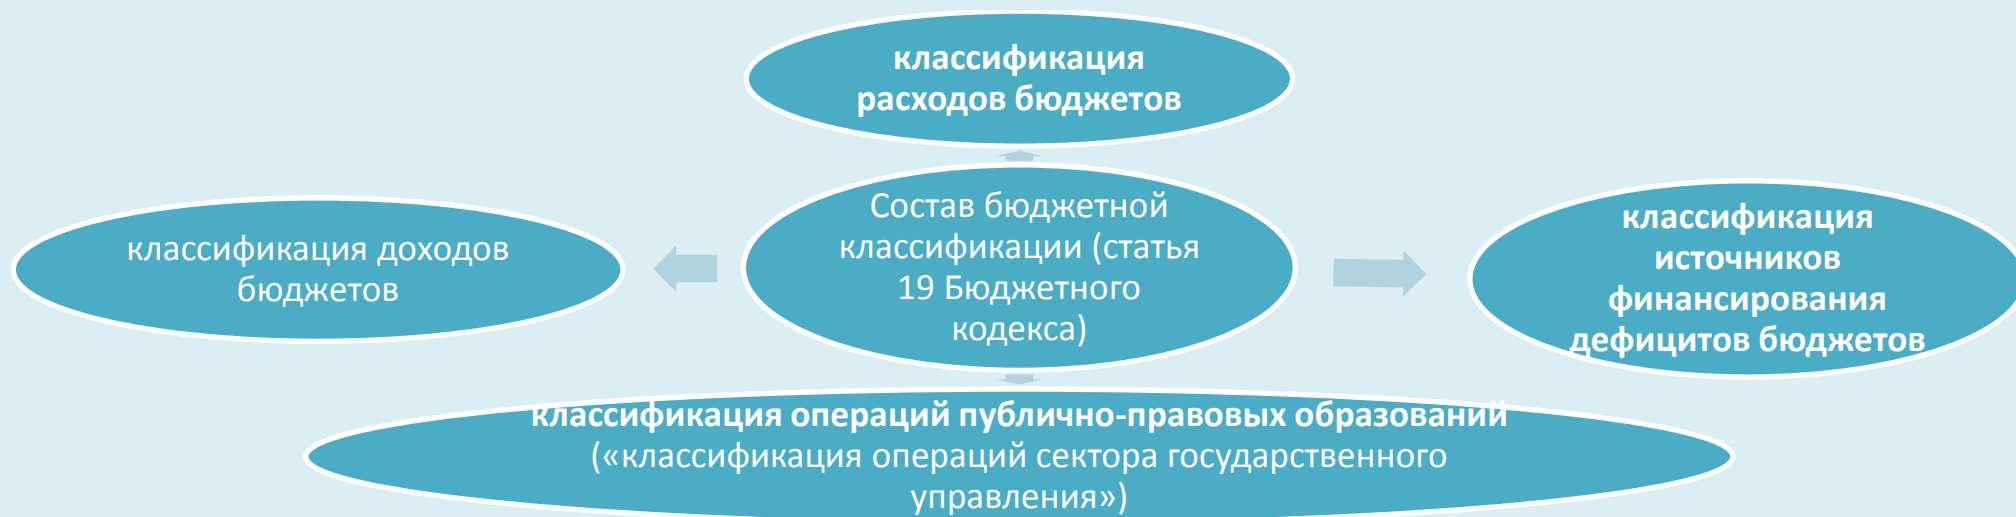 классификация
расходов бюджетов
классификация доходов
бюджетов
Состав бюджетной
классификации (статья
19 Бюджетного
кодекса)
классификация
источников
финансирования
дефицитов бюджетов
классификация операций публично-правовых образований
(«классификация операций сектора государственного
управления»)